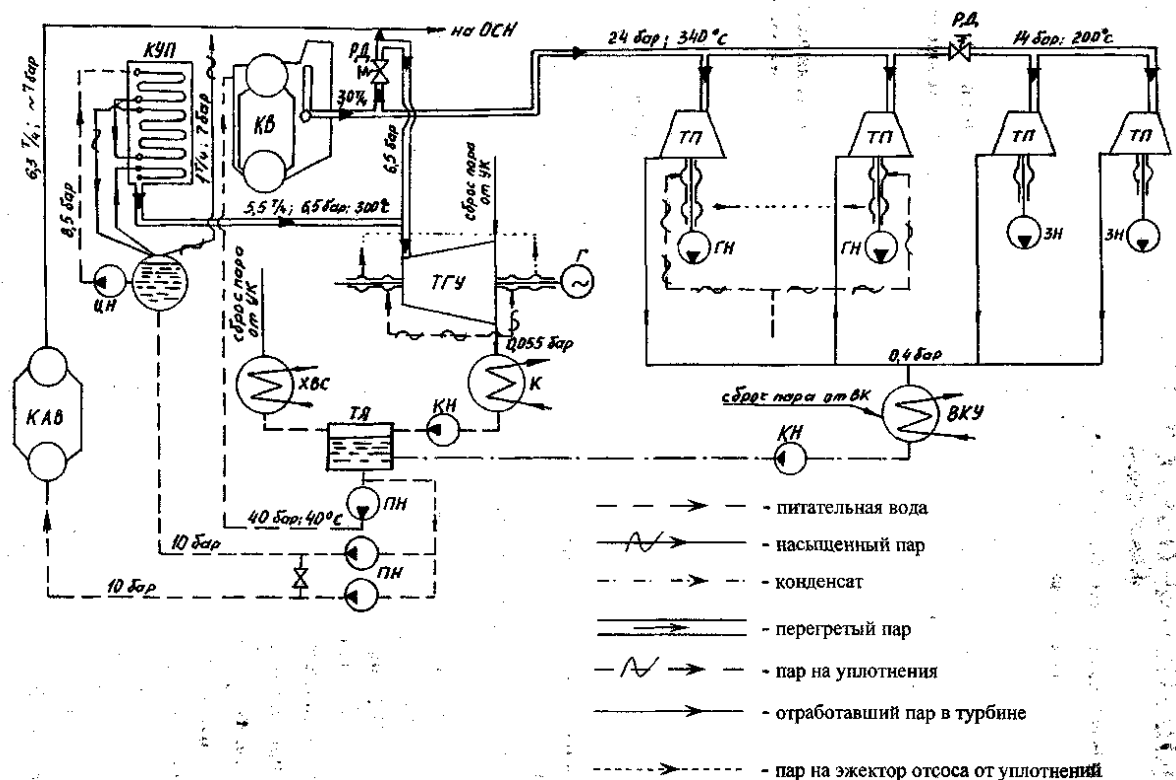 на ОСН
24 бар; 340°С
Р.Д.
14 бар; 200°С
КУП
Р.Д.
КВ
30 т/ч
6,3 т/ч; ~7 бар
8,5 бар
1 т/ч; 7 бар
6,5 бар
сброс пара
от УК
ТП
ТП
ТП
ТП
5,5 т/ч; 6,5 бар; 300°С
ЦН
сброс пара
от УК
ТГУ
Г
ГН
ГН
ЗН
ЗН
0,055 бар
0,4 бар
ХВС
К
КАВ
ТЯ
КН
сброс пара от ВК
ВКУ
КН
40 бар; 40°С
ПН
10 бар
ПН
10 бар
- питательная вода
- насыщенный пар
- конденсат
- перегретый пар
- пар на уплотнения
- отработавший пар в турбине
- пар на эжектор отсоса от уплотнений